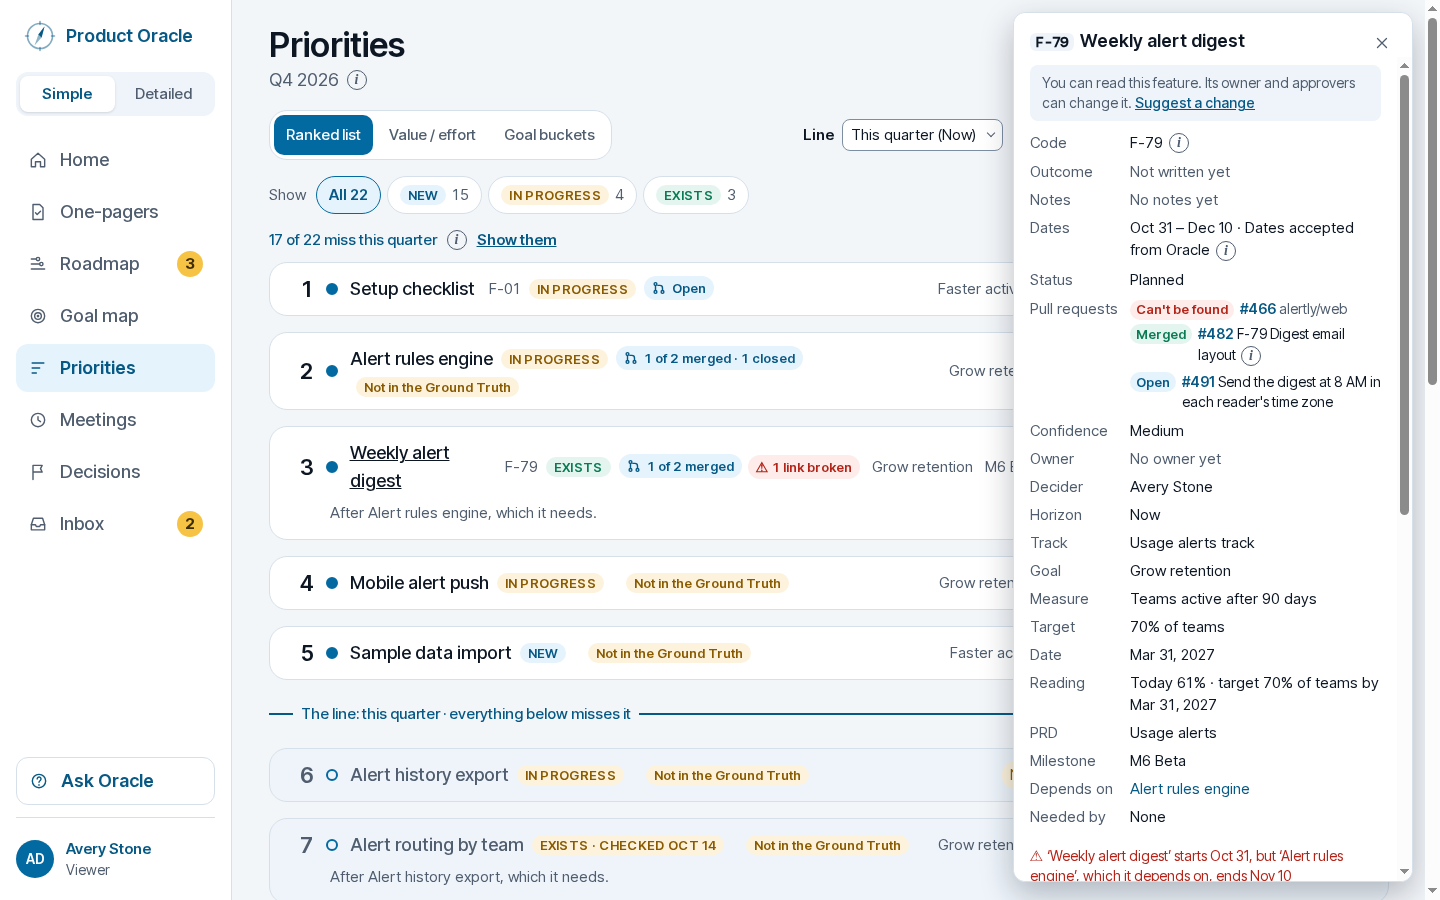 Product Oracle
Simple
Detailed
Home
One-pagers
Roadmap
3
Goal map
Priorities
Meetings
Decisions
Inbox
2
Ask Oracle
AD
Avery Stone
Viewer
Priorities
Q4 2026 i
Ranked list
Value / effort
Goal buckets
Line
This quarter (Now)
Show
All 22
NEW 15
IN PROGRESS 4
EXISTS 3
17 of 22 miss this quarter i Show them
1 Setup checklist F-01 IN PROGRESS Open
2 Alert rules engine IN PROGRESS 1 of 2 merged · 1 closed
Not in the Ground Truth
3 Weekly alert
digest
F-79 EXISTS 1 of 2 merged 1 link broken Grow retention M6
After Alert rules engine, which it needs.
4 Mobile alert push IN PROGRESS Not in the Ground Truth
5 Sample data import NEW Not in the Ground Truth
The line: this quarter · everything below misses it
6 Alert history export IN PROGRESS Not in the Ground Truth
7 Alert routing by team EXISTS · CHECKED OCT 14 Not in the Ground Truth
After Alert history export, which it needs.
F-79 Weekly alert digest
You can read this feature. Its owner and approvers
can change it. Suggest a change
Code F-79 i
Outcome Not written yet
Notes No notes yet
Dates Oct 31 – Dec 10 · Dates accepted
from Oracle i
Status Planned
Pull requests Can't be found #466 alertly/web
Merged #482 F-79 Digest email
layout i
Open #491 Send the digest at 8 AM in
each reader's time zone
Confidence Medium
Owner No owner yet
Decider Avery Stone
Horizon Now
Track Usage alerts track
Goal Grow retention
Measure Teams active after 90 days
Target 70% of teams
Date Mar 31, 2027
Reading Today 61% · target 70% of teams by
Mar 31, 2027
PRD Usage alerts
Milestone M6 Beta
Depends on Alert rules engine
Needed by None
‘Weekly alert digest’ starts Oct 31, but ‘Alert rules
engine’, which it depends on, ends Nov 10